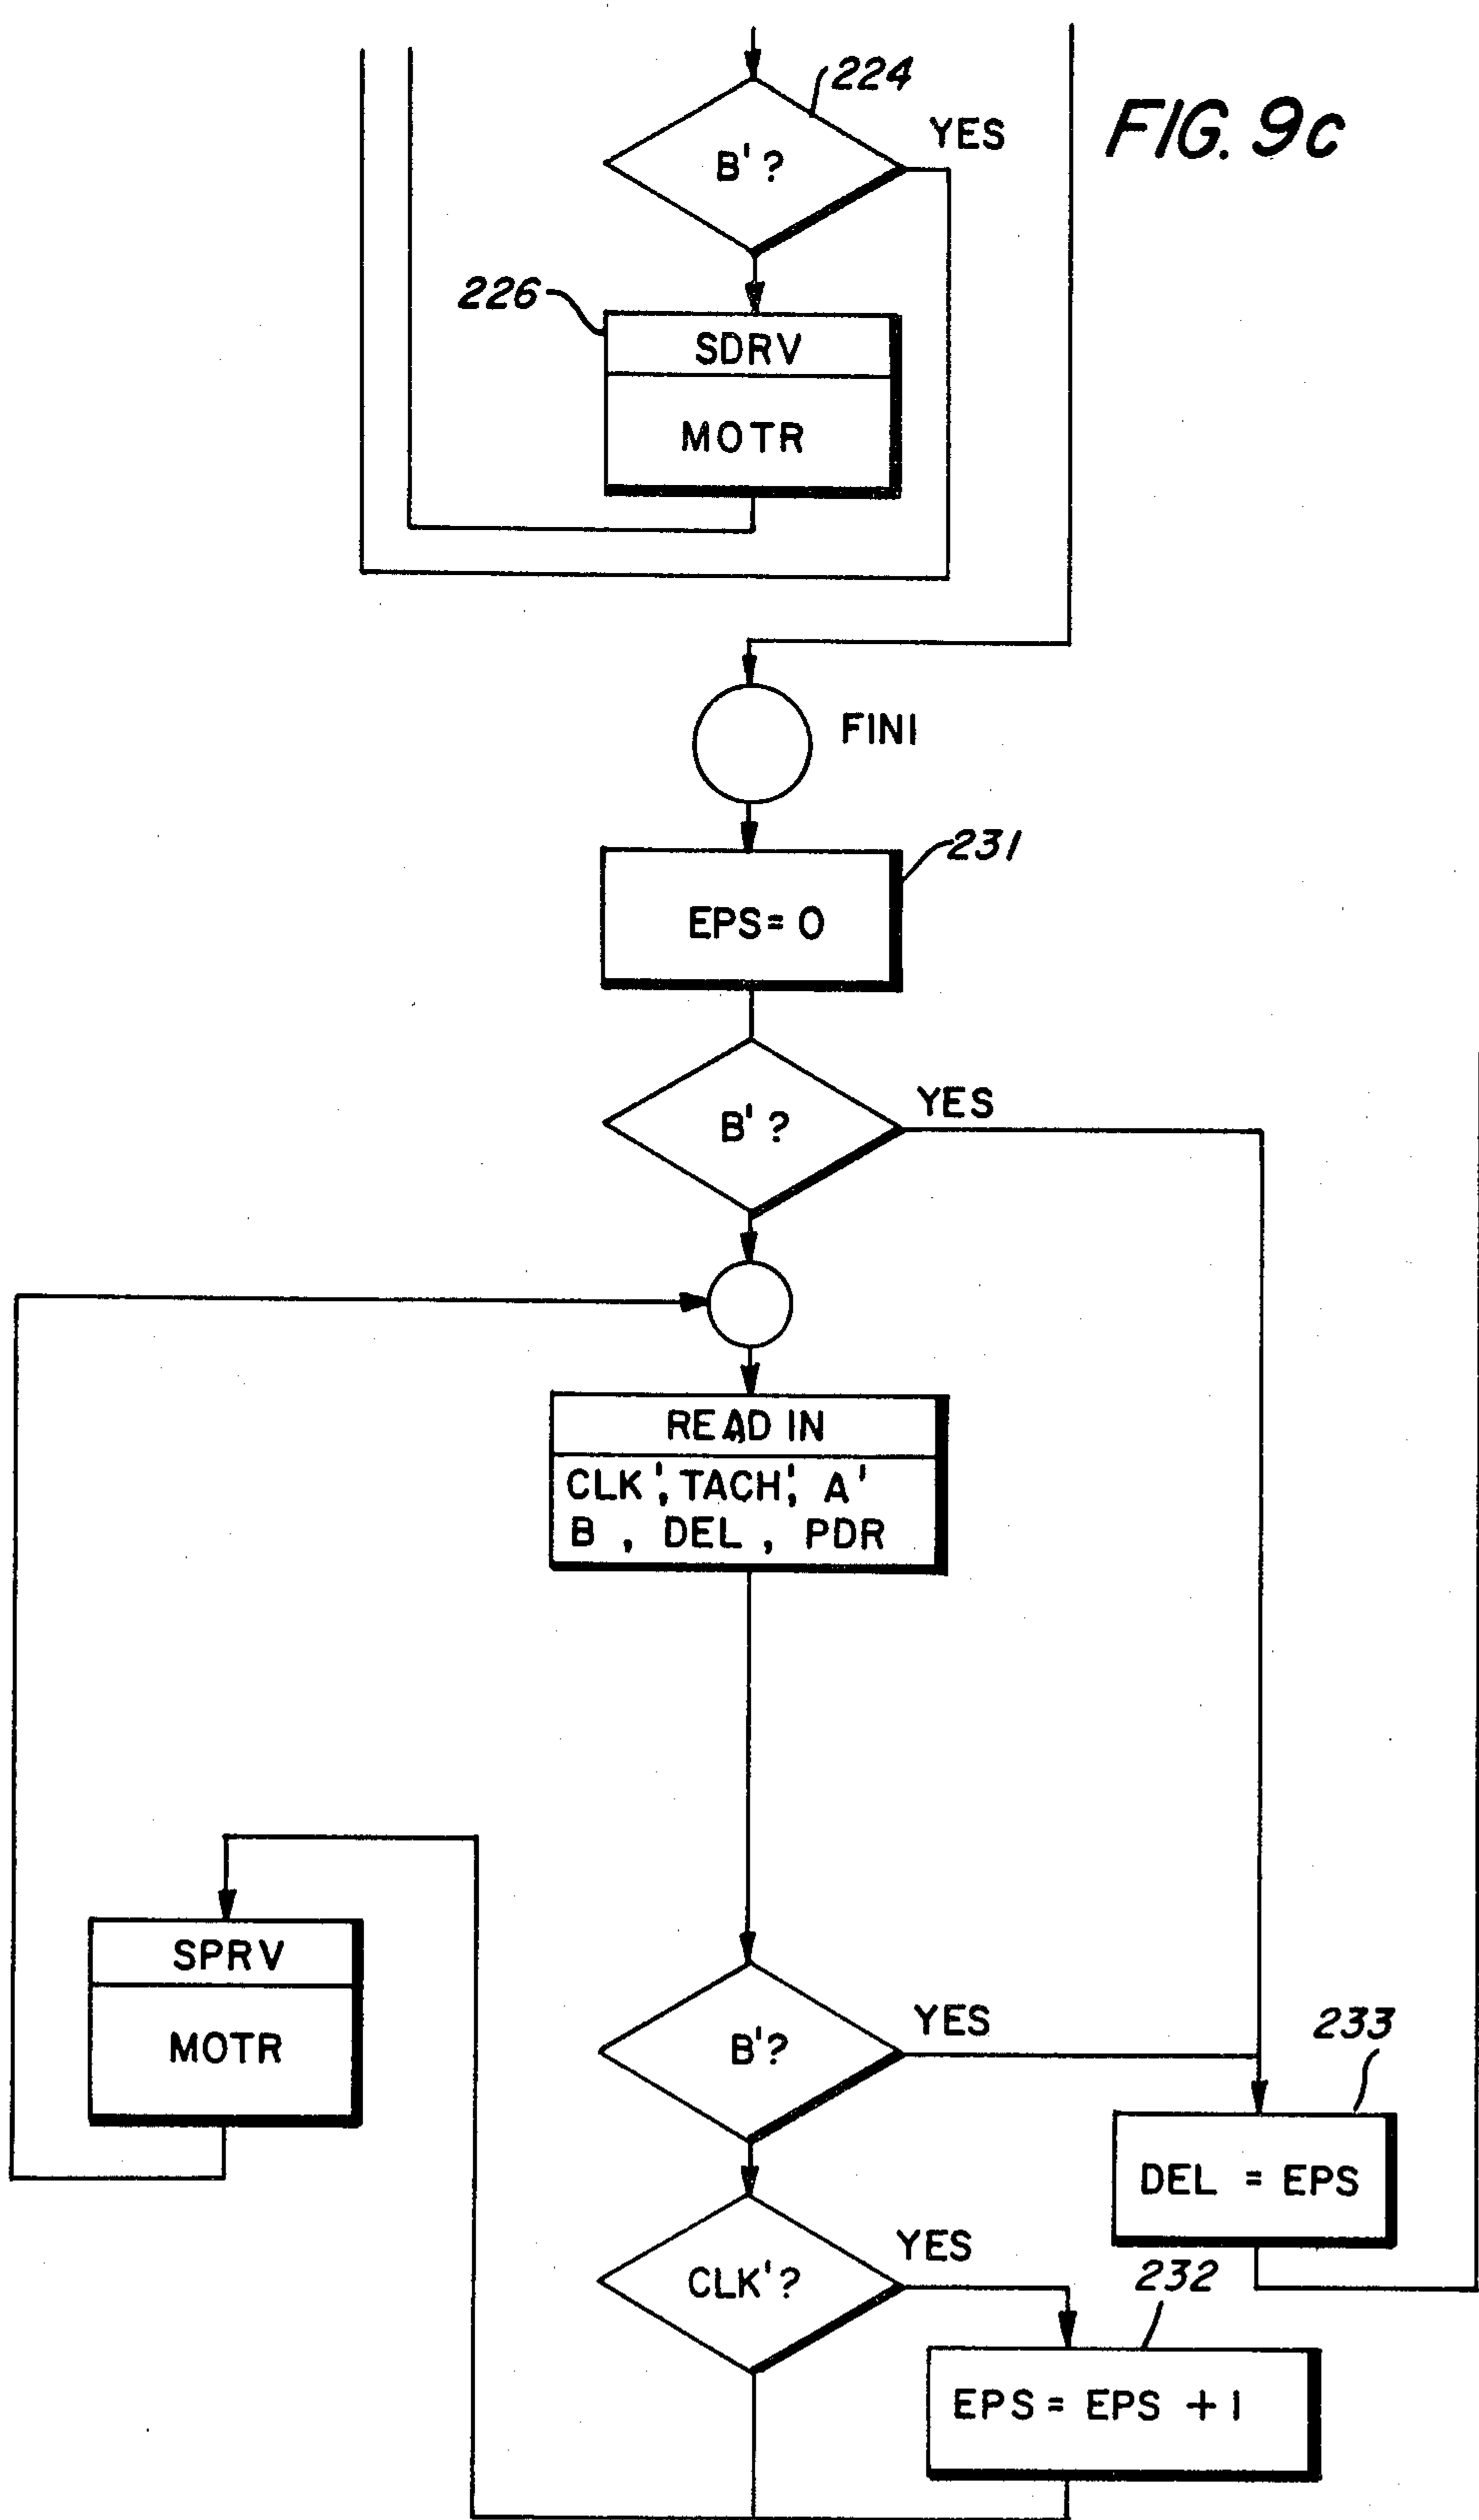 224
YES
FIG. 9c
B'?
226
SDRV
MOTR
FINI
231
EPS = 0
YES
B'?
READ IN
CLK', TACH', A'
B , DEL , PDR
SPRV
MOTR
YES
B'?
233
DEL = EPS
YES
CLK'?
232
EPS = EPS + 1